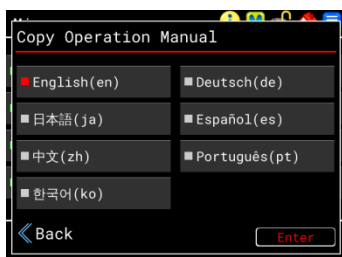 Copy Operation Manual
English(en)
Deutsch(de)
日本語(ja)
Español(es)
中文(zh)
Português(pt)
한국어(ko)
Back
Enter